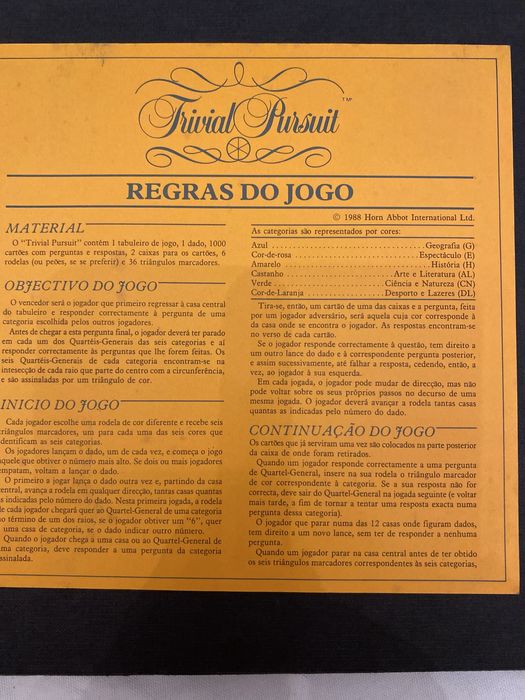 Trivial Pursuit ™
REGRAS DO JOGO
© 1988 Horn Abbot International Ltd.
MATERIAL
O “Trivial Pursuit” contém 1 tabuleiro de jogo, 1 dado, 1000
cartões com perguntas e respostas, 2 caixas para os cartões, 6
rodelas (ou peões, se se preferir) e 36 triângulos marcadores.
OBJECTIVO DO JOGO
O vencedor será o jogador que primeiro regressar à casa central
do tabuleiro e responder correctamente à pergunta de uma
categoria escolhida pelos outros jogadores.
Antes de chegar a esta pergunta final, o jogador deverá ter parado
em cada um dos Quartéis-Generais das seis categorias e aí
responder correctamente às perguntas que lhe forem feitas. Os
seis Quartéis-Generais de cada categoria encontram-se na
intersecção de cada raio que parte do centro com a circunferência,
e são assinaladas por um triângulo de cor.
INICIO DO JOGO
Cada jogador escolhe uma rodela de cor diferente e recebe seis
triângulos marcadores, um para cada uma das seis cores que
identificam as seis categorias.
Os jogadores lançam o dado, um de cada vez, e começa o jogo
aquele que obtiver o número mais alto. Se dois ou mais jogadores
empatam, voltam a lançar o dado.
O primeiro a jogar lança o dado outra vez e, partindo da casa
central, avança a rodela em qualquer direcção, tantas casas quantas
as indicadas pelo número do dado. Nesta primeira jogada, a rodela
de cada jogador chegará quer ao Quartel-General de uma categoria
no término de um dos raios, se o jogador obtiver um “6”, quer
a uma casa de categoria, se o dado indicar outro número.
Quando o jogador chega a uma casa ou ao Quartel-General de
uma categoria, deve responder a uma pergunta da categoria
assinalada.
As categorias são representados por cores:
Azul ..... Geografia (G)
Cor-de-rosa ..... Espectáculo (E)
Amarelo ..... História (H)
Castanho ..... Arte e Literatura (AL)
Verde ..... Ciência e Natureza (CN)
Cor-de-Laranja ..... Desporto e Lazeres (DL)
Tira-se, então, um cartão de uma das caixas e a pergunta, feita
por um jogador adversário, será aquela cuja cor corresponde à
da casa onde se encontra o jogador. As respostas encontram-se
no verso de cada cartão.
Se o jogador responde correctamente à questão, tem direito a
um outro lance do dado e à correspondente pergunta posterior,
e assim sucessivamente, até falhar a resposta, cedendo, então, a
vez, ao jogador à sua esquerda.
Em cada jogada, o jogador pode mudar de direcção, mas não
pode voltar sobre os seus próprios passos no decurso de uma
mesma jogada. O jogador deverá avançar a rodela tantas casas
quantas as indicadas pelo número do dado.
CONTINUAÇÃO DO JOGO
Os cartões que já serviram uma vez são colocados na parte posterior
da caixa de onde foram retirados.
Quando um jogador responde correctamente a uma pergunta
de Quartel-General, insere na sua rodela o triângulo marcador
de cor correspondente à categoria. Se a sua resposta não for
correcta, deve sair do Quartel-General na jogada seguinte (e voltar
mais tarde, a fim de tornar a tentar uma resposta exacta numa
pergunta dessa categoria).
O jogador que parar numa das 12 casas onde figuram dados,
tem direito a um novo lance, sem ter de responder a nenhuma
pergunta.
Quando um jogador parar na casa central antes de ter obtido
os seis triângulos marcadores correspondentes às seis categorias,